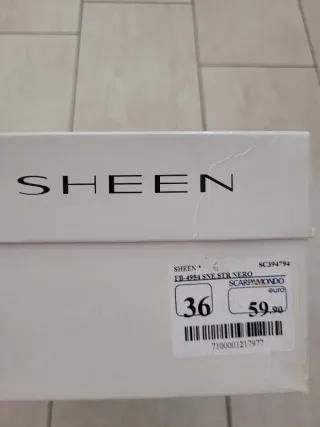 SHEEN
SHEEN * SC394794
FB-4954 SNE.STR.NERO
SCARPAMONDO
euro
36 59.90
7100001217977